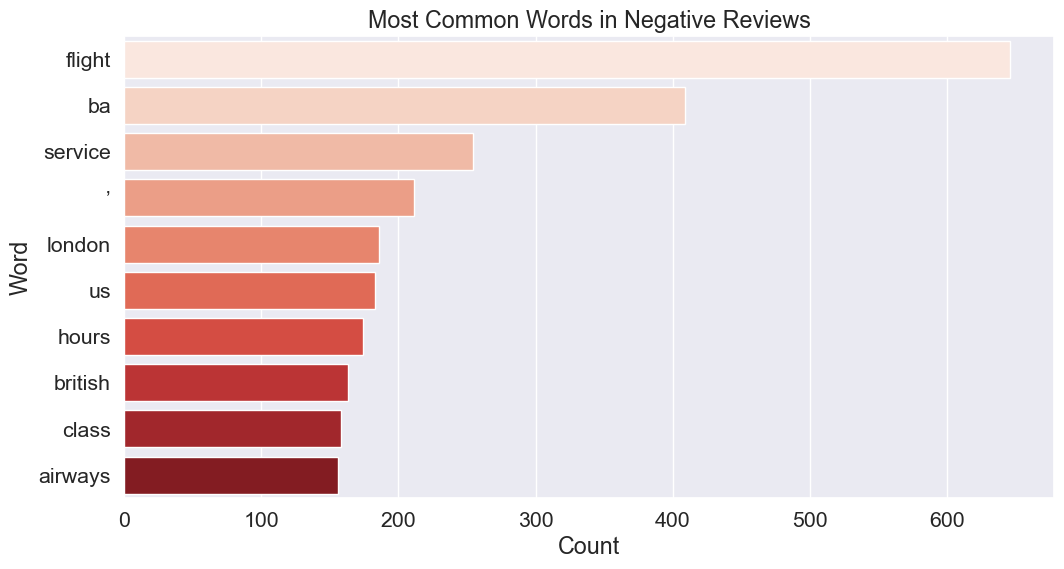 Most Common Words in Negative Reviews
flight
ba
service
’
london
us
hours
british
class
airways
Word
0 100 200 300 400 500 600
Count